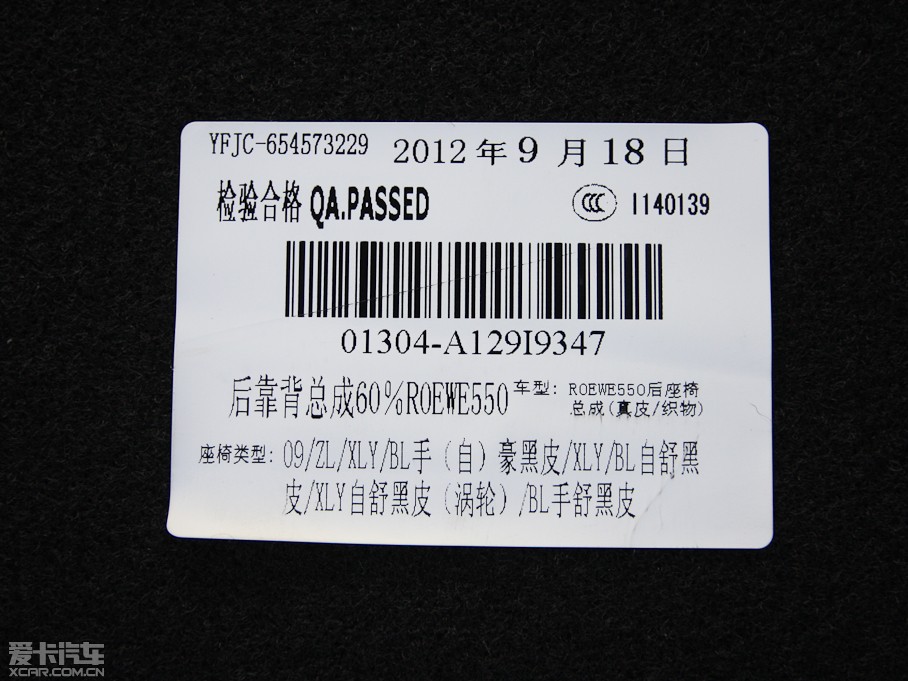 YFJC-654573229 2012年9月18日
检验合格 QA.PASSED CCC I140139
01304-A129I9347
后靠背总成60%ROEWE550 车型: ROEWE550后座椅
总成(真皮/织物)
座椅类型: 09/ZL/XLY/BL手（自）豪黑皮/XLY/BL自舒黑
皮/XLY自舒黑皮（涡轮）/BL手舒黑皮
爱卡汽车
XCAR.COM.CN